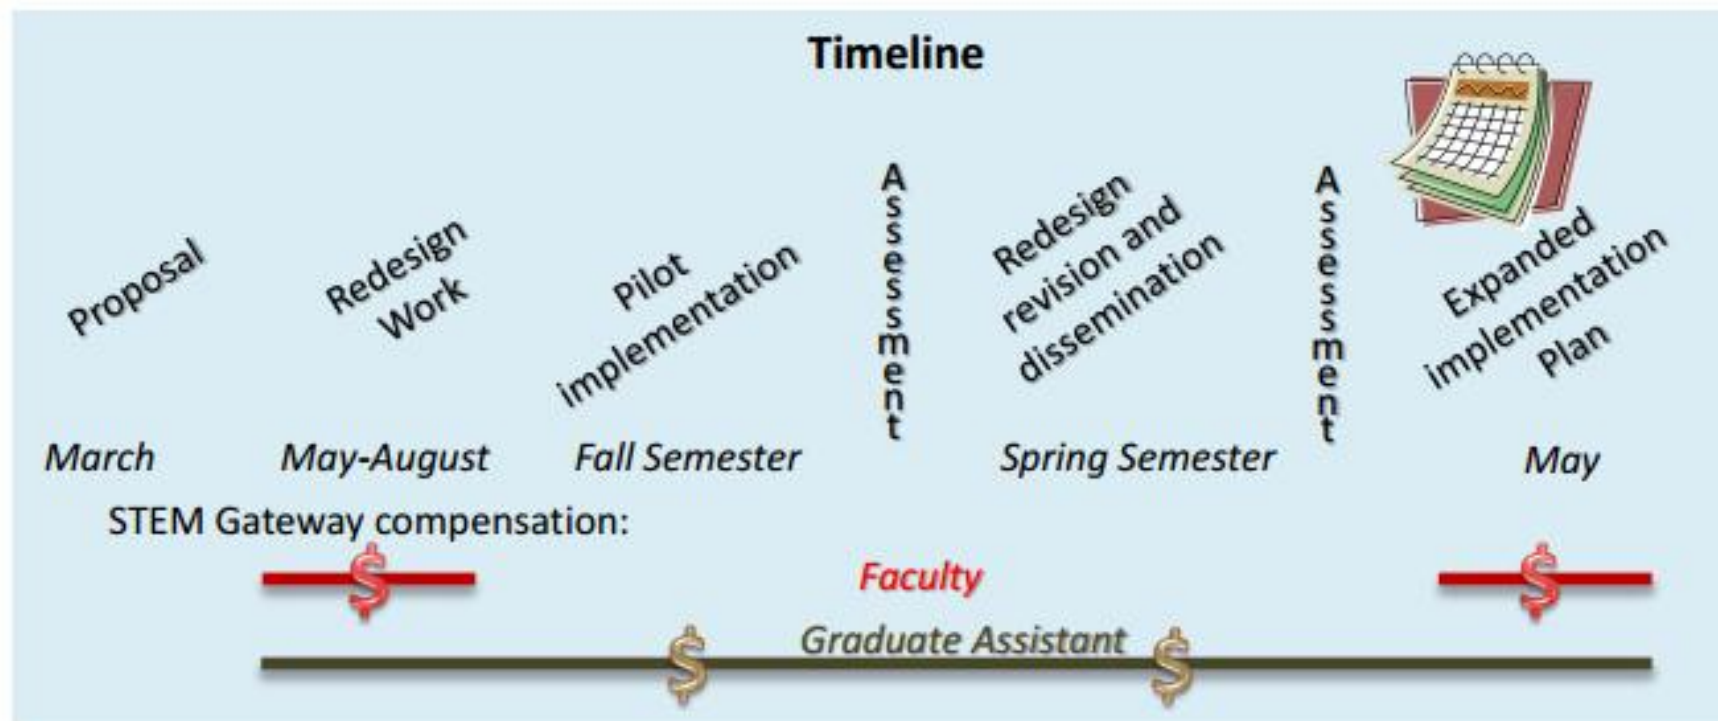 Timeline
Proposal
Redesign
Work
Pilot
implementation
Assessment
Redesign
revision and
dissemination
Assessment
Expanded
implementation
Plan
March
May-August
Fall Semester
Spring Semester
May
STEM Gateway compensation:
$
Faculty
$
Graduate Assistant
$
$